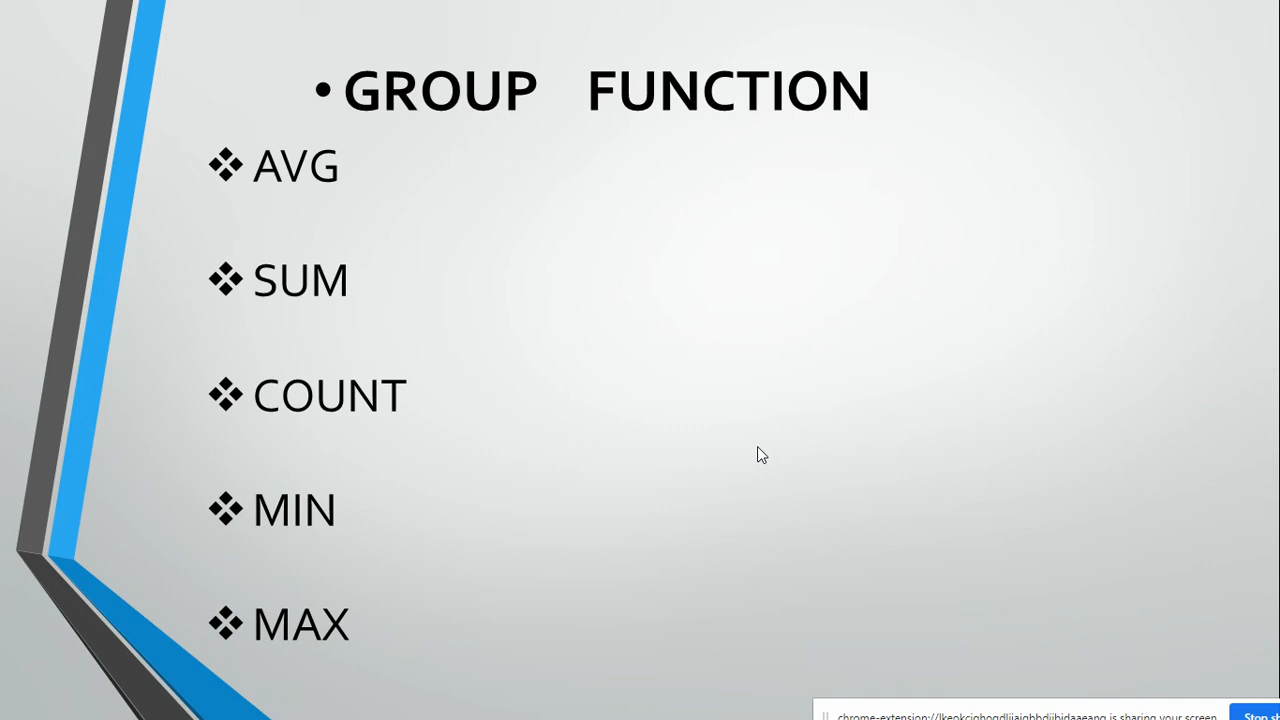 • GROUP FUNCTION
❖ AVG
❖ SUM
❖ COUNT
❖ MIN
❖ MAX
is sharing your screen